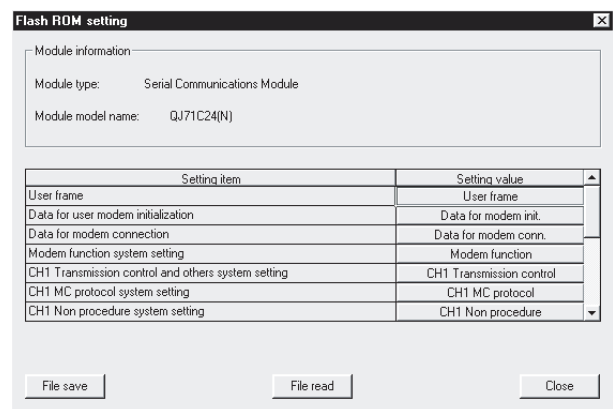 Flash ROM setting
Module information
Module type: Serial Communications Module
Module model name: QJ71C24(N)
Setting item Setting value
User frame User frame
Data for user modem initialization Data for modem init.
Data for modem connection Data for modem conn.
Modem function system setting Modem function
CH1 Transmission control and others system setting CH1 Transmission control
CH1 MC protocol system setting CH1 MC protocol
CH1 Non procedure system setting CH1 Non procedure
File save File read Close